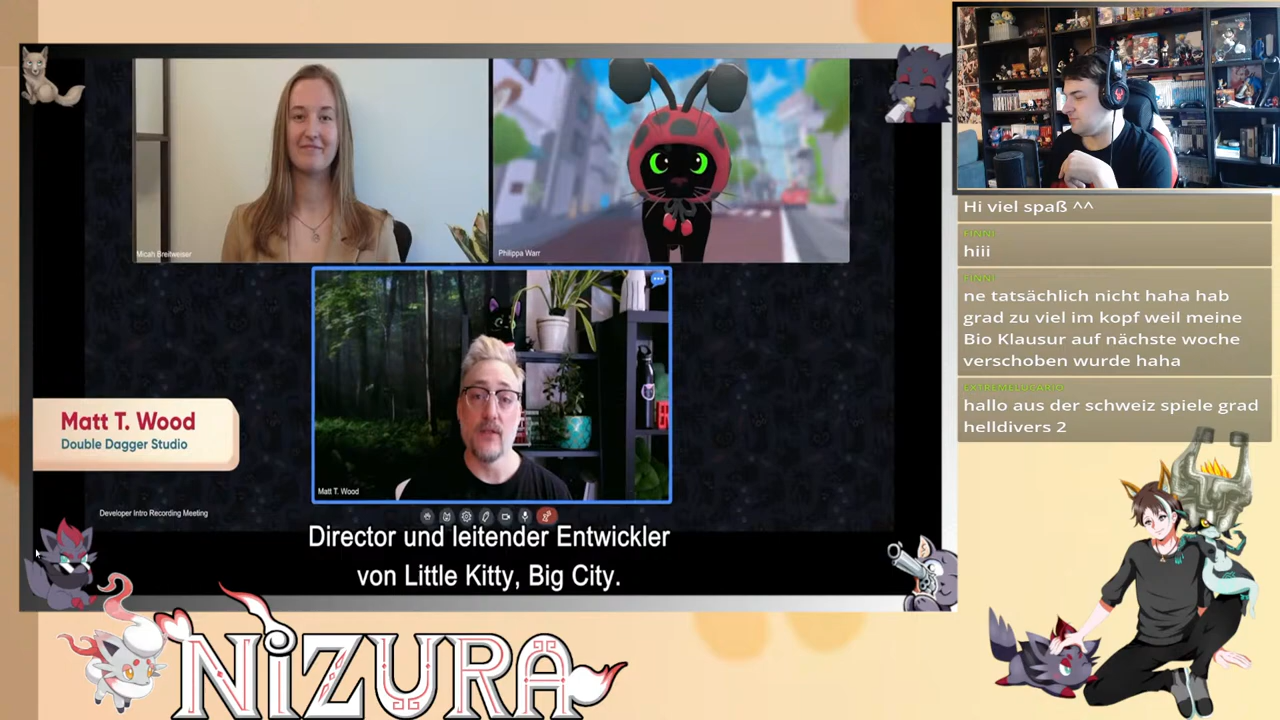 Micah Breitweiser
Philippa Warr
Matt T. Wood
Double Dagger Studio
Matt T. Wood
Developer Intro Recording Meeting
Director und leitender Entwickler
von Little Kitty, Big City.
Hi viel spaß ^^
FINNI
hiii
FINNI
ne tatsächlich nicht haha hab
grad zu viel im kopf weil meine
Bio Klausur auf nächste woche
verschoben wurde haha
hallo aus der schweiz spiele grad
helldivers 2
NIZURA